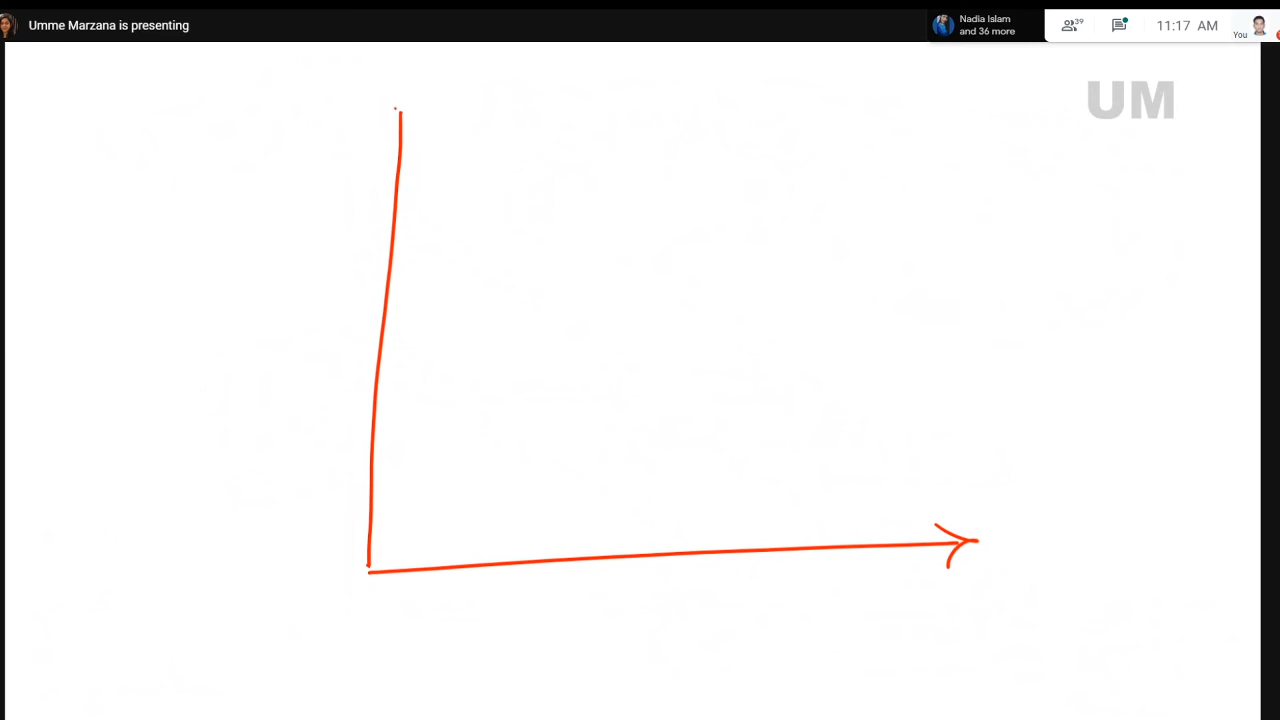 Umme Marzana is presenting
Nadia Islam
and 36 more
39
11:17 AM
You
UM